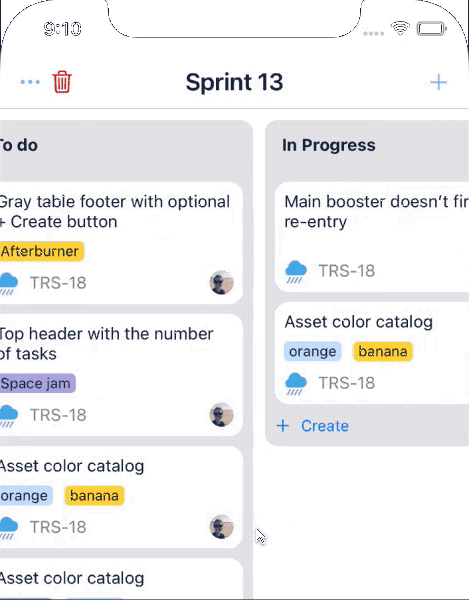 9:10
Sprint 13
To do
Gray table footer with optional
+ Create button
Afterburner
TRS-18
Top header with the number
of tasks
Space jam
TRS-18
Asset color catalog
orange banana
TRS-18
Asset color catalog
In Progress
Main booster doesn’t fir
re-entry
TRS-18
Asset color catalog
orange banana
TRS-18
+ Create